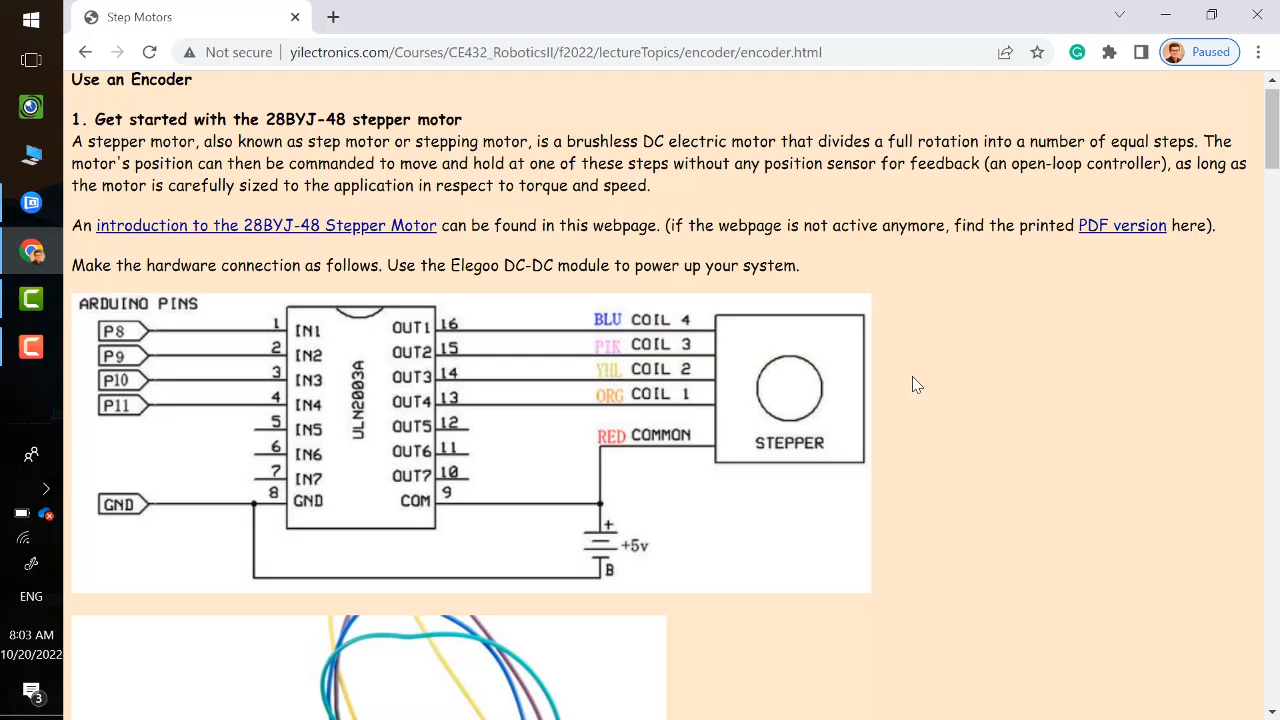 Step Motors
Not secure
yilectronics.com/Courses/CE432_RoboticsII/f2022/lectureTopics/encoder/encoder.html
Paused
Use an Encoder
1. Get started with the 28BYJ-48 stepper motor
A stepper motor, also known as step motor or stepping motor, is a brushless DC electric motor that divides a full rotation into a number of equal steps. The
motor's position can then be commanded to move and hold at one of these steps without any position sensor for feedback (an open-loop controller), as long as
the motor is carefully sized to the application in respect to torque and speed.
An introduction to the 28BYJ-48 Stepper Motor can be found in this webpage. (if the webpage is not active anymore, find the printed PDF version here).
Make the hardware connection as follows. Use the Elegoo DC-DC module to power up your system.
ARDUINO PINS
P8 1 IN1 OUT1 16 BLU COIL 4
P9 2 IN2 OUT2 15 PIK COIL 3
P10 3 IN3 OUT3 14 YHL COIL 2
P11 4 IN4 OUT4 13 ORG COIL 1
5 IN5 OUT5 12
RED COMMON
6 IN6 OUT6 11
7 IN7 OUT7 10
GND 8 GND COM 9
ULN2003A
STEPPER
+
+5v
B
ENG
8:03 AM
10/20/2022
3